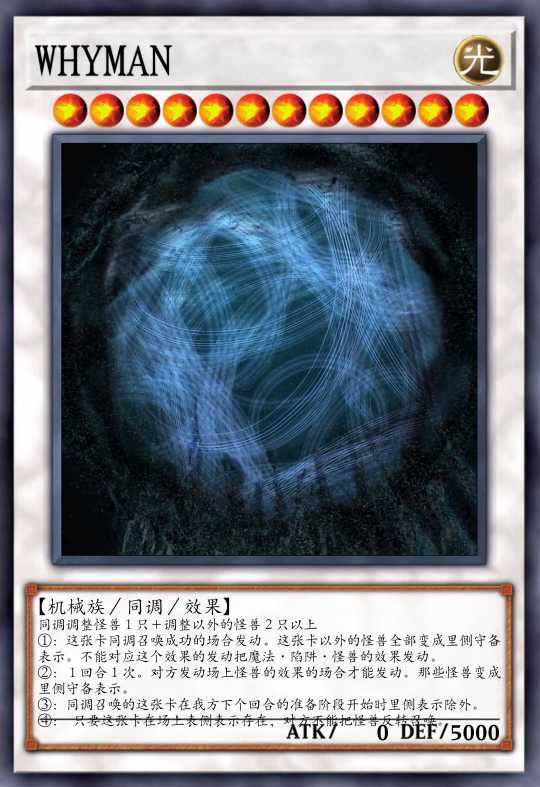 WHYMAN
光
【机械族／同调／效果】
同调调整怪兽１只＋调整以外的怪兽２只以上
①：这张卡同调召唤成功的场合发动。这张卡以外的怪兽全部变成里侧守备
表示。不能对应这个效果的发动把魔法·陷阱·怪兽的效果发动。
②：１回合１次。对方发动场上怪兽的效果的场合才能发动。那些怪兽变成
里侧守备表示。
③：同调召唤的这张卡在我方下个回合的准备阶段开始时里侧表示除外。
④： 只要这张卡在场上表侧表示存在，对方不能把怪兽反转召唤。
ATK/ 0 DEF/5000